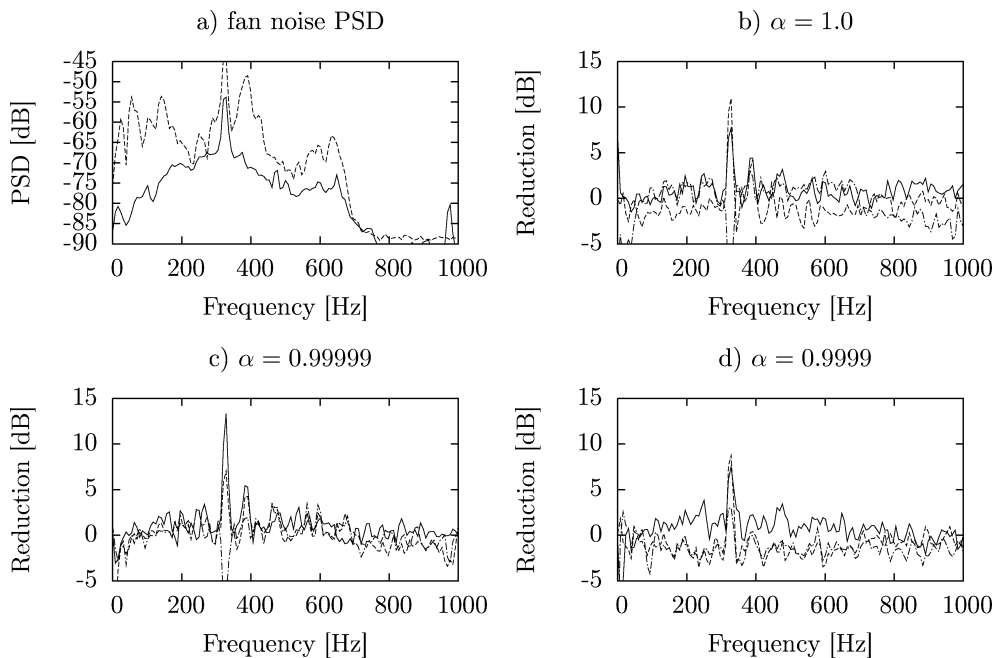 a) fan noise PSD
PSD [dB]
-45
-50
-55
-60
-65
-70
-75
-80
-85
-90
0 200 400 600 800 1000
Frequency [Hz]
b) α = 1.0
Reduction [dB]
15
10
5
0
-5
0 200 400 600 800 1000
Frequency [Hz]
c) α = 0.99999
Reduction [dB]
15
10
5
0
-5
0 200 400 600 800 1000
Frequency [Hz]
d) α = 0.9999
Reduction [dB]
15
10
5
0
-5
0 200 400 600 800 1000
Frequency [Hz]